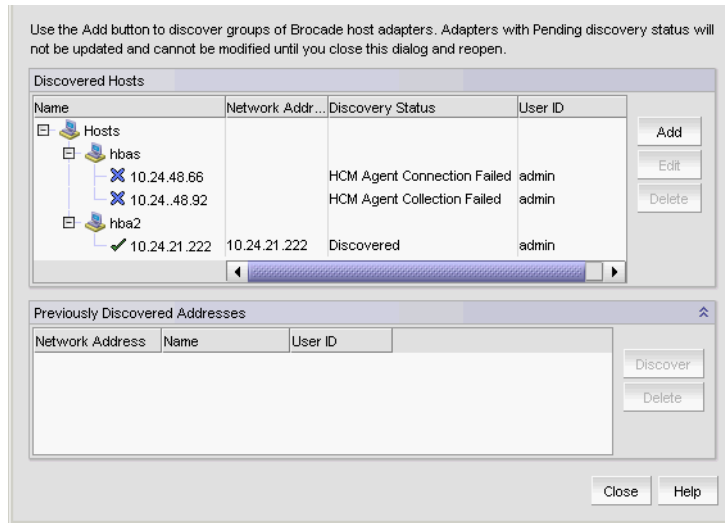 Use the Add button to discover groups of Brocade host adapters. Adapters with Pending discovery status will
not be updated and cannot be modified until you close this dialog and reopen.
Discovered Hosts
Name Network Addr... Discovery Status User ID
Hosts
hbas
10.24.48.66 HCM Agent Connection Failed admin
10.24..48.92 HCM Agent Collection Failed admin
hba2
10.24.21.222 10.24.21.222 Discovered admin
Add
Edit
Delete
Previously Discovered Addresses
Network Address Name User ID
Discover
Delete
Close Help